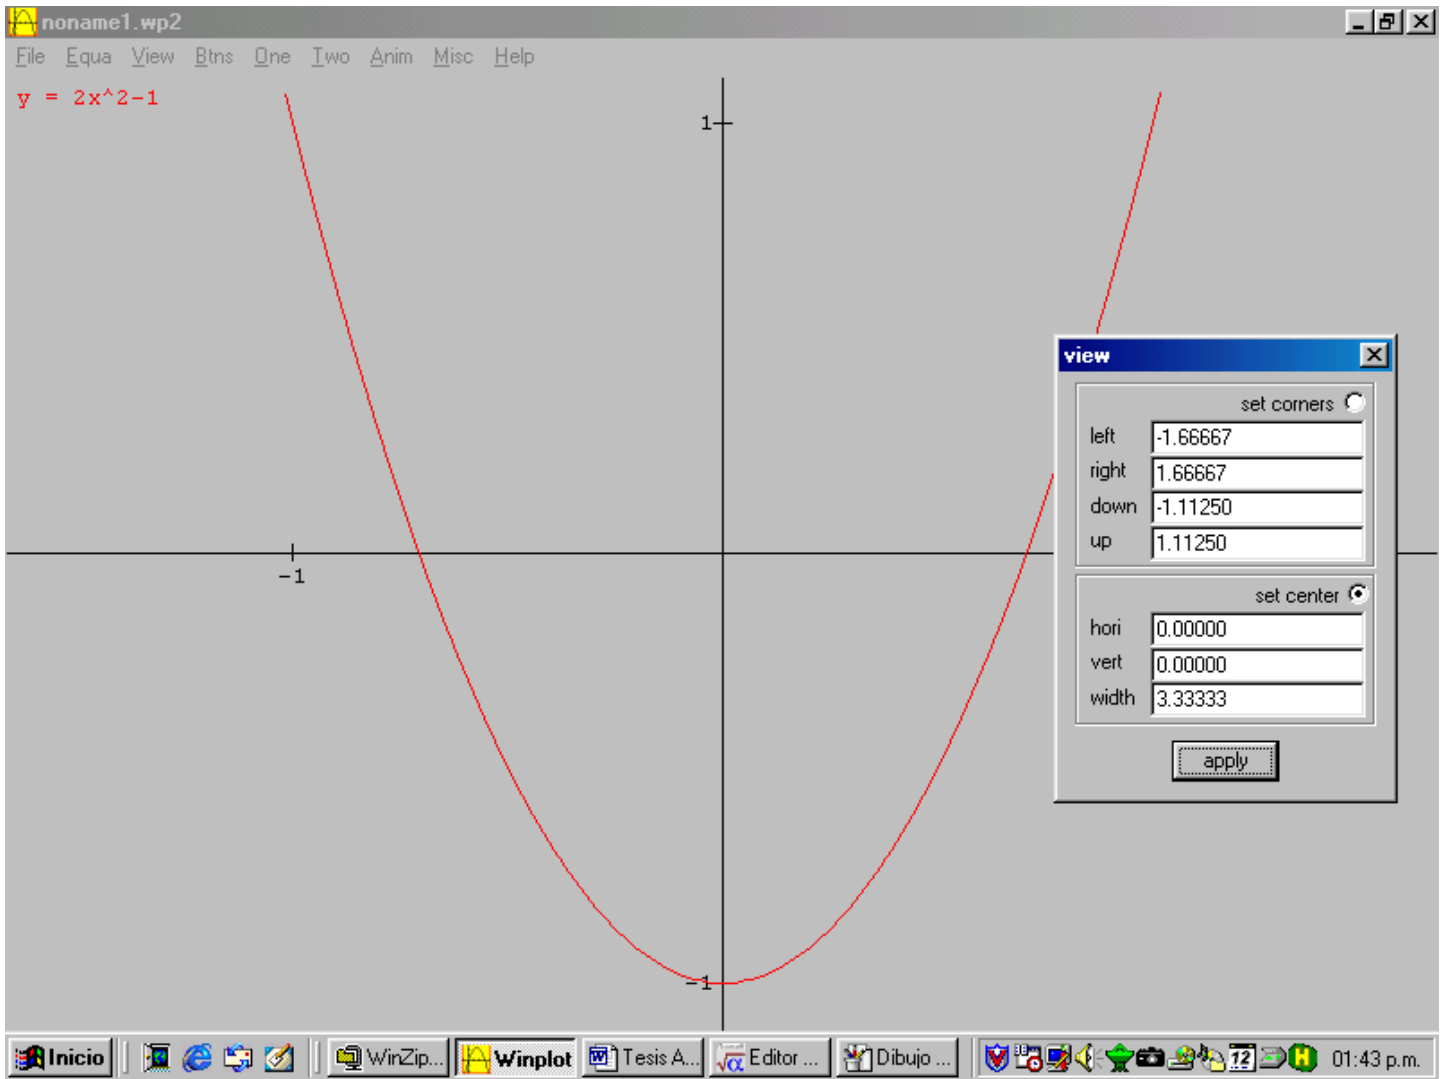 noname1.wp2
File Equa View Btns One Two Anim Misc Help
y = 2x^2-1
1
-1
-1
view
set corners
left -1.66667
right 1.66667
down -1.11250
up 1.11250
set center
hori 0.00000
vert 0.00000
width 3.33333
apply
Inicio WinZip... Winplot Tesis A... Editor ... Dibujo ... 12 H 01:43 p.m.